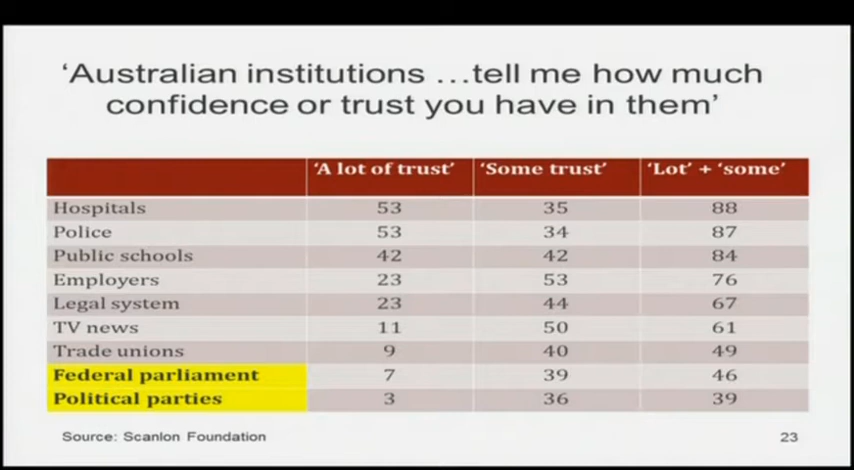 ‘Australian institutions …tell me how much
confidence or trust you have in them’
‘A lot of trust’ ‘Some trust’ ‘Lot’ + ‘some’
Hospitals 53 35 88
Police 53 34 87
Public schools 42 42 84
Employers 23 53 76
Legal system 23 44 67
TV news 11 50 61
Trade unions 9 40 49
Federal parliament 7 39 46
Political parties 3 36 39
Source: Scanlon Foundation 23